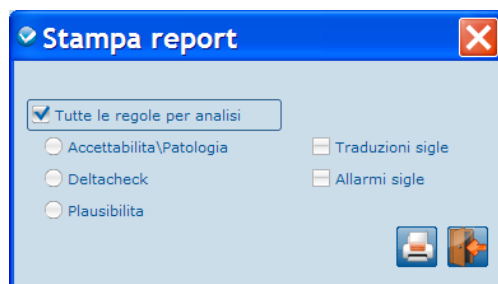 Stampa report
Tutte le regole per analisi
Accettabilita\Patologia
Traduzioni sigle
Deltacheck
Allarmi sigle
Plausibilita